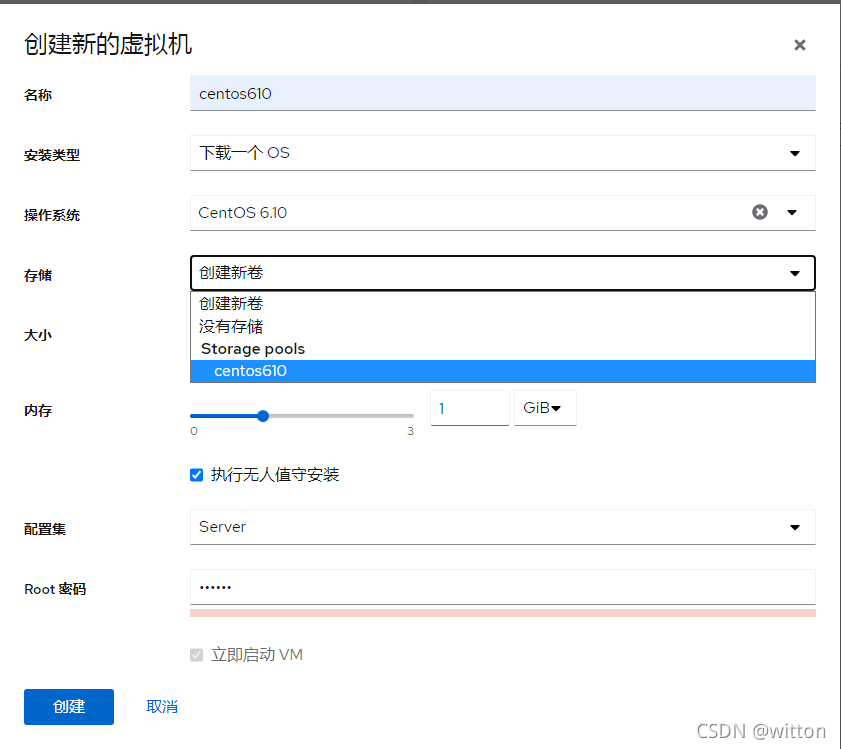 创建新的虚拟机
名称 centos610
安装类型 下载一个 OS
操作系统 CentOS 6.10
存储 创建新卷
创建新卷
没有存储
大小
Storage pools
centos610
内存 1 GiB
0 3
执行无人值守安装
配置集 Server
Root 密码 ••••••
立即启动 VM
创建 取消
CSDN @witton